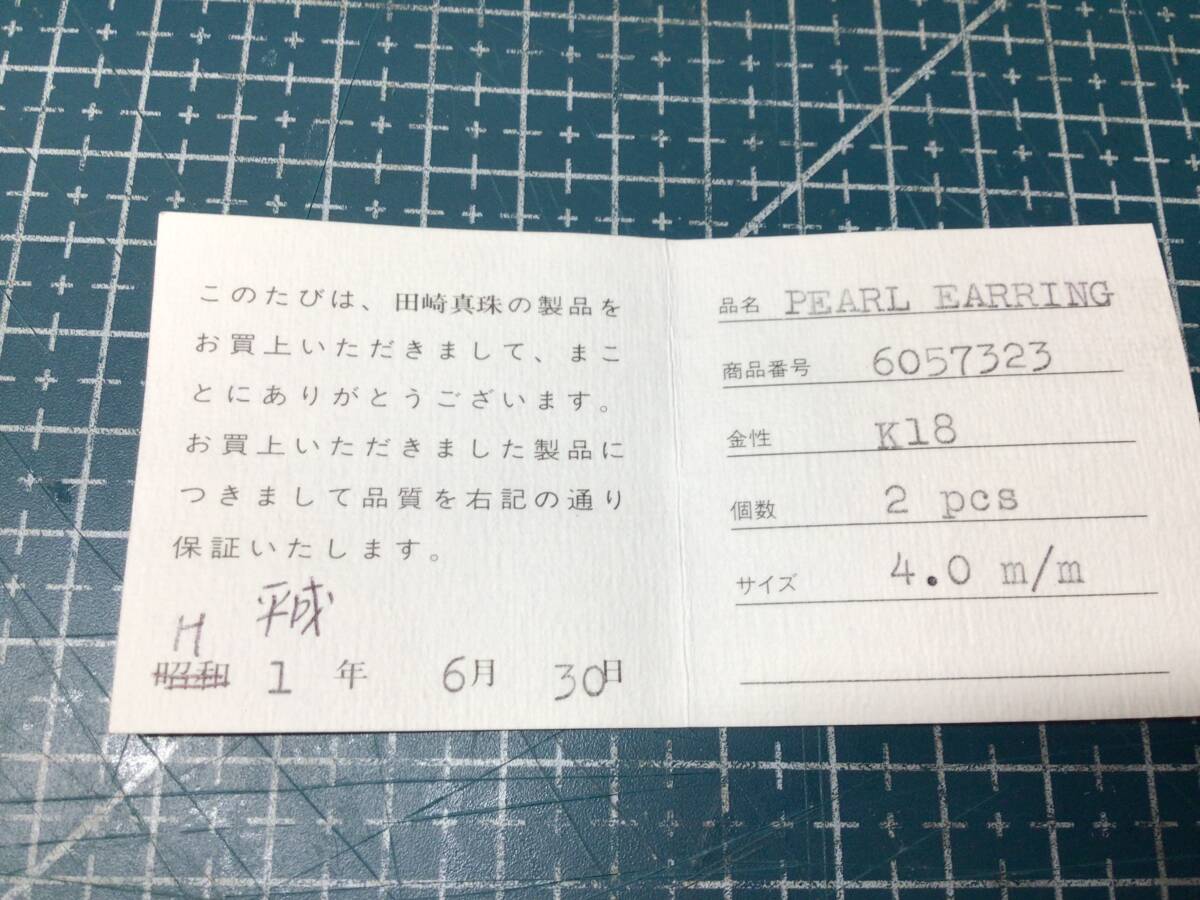 このたびは、田崎真珠の製品を
お買上いただきまして、まこ
とにありがとうございます。
お買上いただきました製品に
つきまして品質を右記の通り
保証いたします。
H 平成
昭和 1 年 6月 30日
品名 PEARL EARRING
商品番号 6057323
金性 K18
個数 2 pcs
サイズ 4.0 m/m